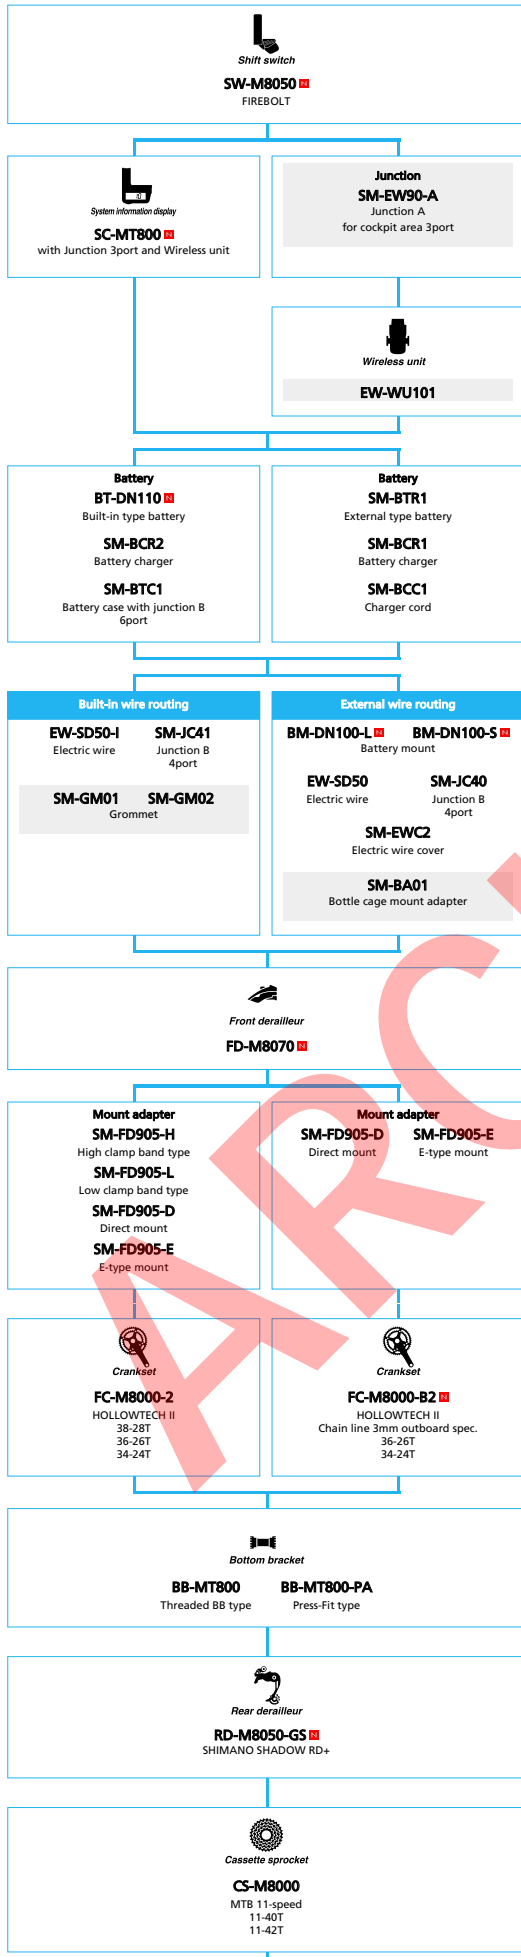 Shift switch
SW-M8050 N
FIREBOLT
System information display
SC-MT800 N
with Junction 3port and Wireless unit
Junction
SM-EW90-A
Junction A
for cockpit area 3port
Wireless unit
EW-WU101
Battery
BT-DN110 N
Built-in type battery
SM-BCR2
Battery charger
SM-BTC1
Battery case with junction B
6port
Battery
SM-BTR1
External type battery
SM-BCR1
Battery charger
SM-BCC1
Charger cord
Built-in wire routing
EW-SD50-I SM-JC41
Electric wire Junction B
4port
SM-GM01 SM-GM02
Grommet
External wire routing
BM-DN100-L N BM-DN100-S N
Battery mount
EW-SD50 SM-JC40
Electric wire Junction B
4port
SM-EWC2
Electric wire cover
SM-BA01
Bottle cage mount adapter
Front derailleur
FD-M8070 N
Mount adapter
SM-FD905-H
High clamp band type
SM-FD905-L
Low clamp band type
SM-FD905-D
Direct mount
SM-FD905-E
E-type mount
Mount adapter
SM-FD905-D SM-FD905-E
Direct mount E-type mount
Crankset
FC-M8000-2
HOLLOWTECH II
38-28T
36-26T
34-24T
Crankset
FC-M8000-B2 N
HOLLOWTECH II
Chain line 3mm outboard spec.
36-26T
34-24T
Bottom bracket
BB-MT800 BB-MT800-PA
Threaded BB type Press-Fit type
Rear derailleur
RD-M8050-GS N
SHIMANO SHADOW RD+
Cassette sprocket
CS-M8000
MTB 11-speed
11-40T
11-42T
ARC